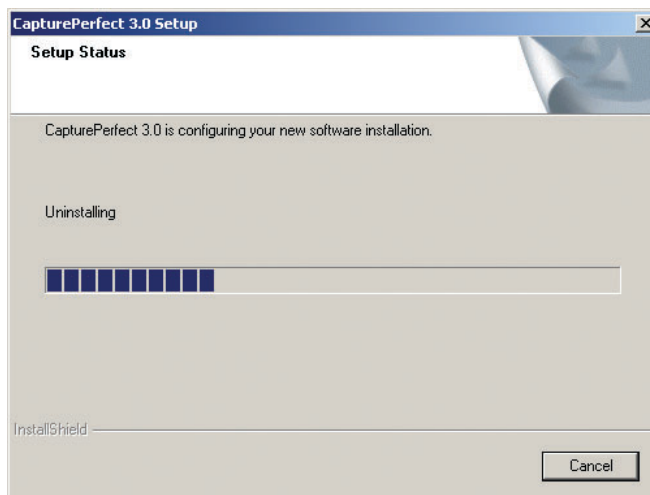 CapturePerfect 3.0 Setup
Setup Status
CapturePerfect 3.0 is configuring your new software installation.
Uninstalling
InstallShield
Cancel